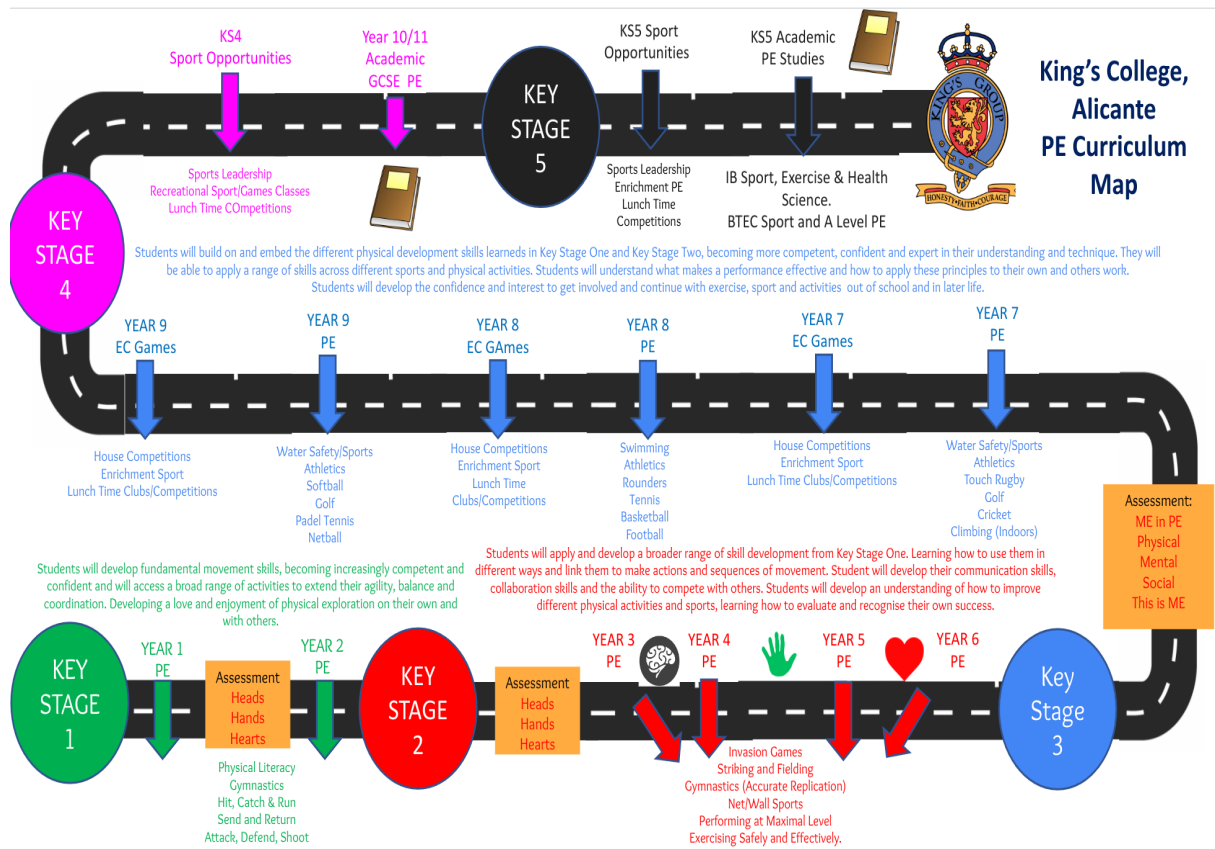 KS4
Sport Opportunities
Year 10/11
Academic
GCSE PE
KEY
STAGE
5
KS5 Sport
Opportunities
KS5 Academic
PE Studies
KING'S GROUP
HONESTY•FAITH•COURAGE
King's College,
Alicante
PE Curriculum
Map
Sports Leadership
Recreational Sport/Games Classes
Lunch Time COmpetitions
Sports Leadership
Enrichment PE
Lunch Time
Competitions
IB Sport, Exercise & Health
Science.
BTEC Sport and A Level PE
KEY
STAGE
4
Students will build on and embed the different physical development skills learneds in Key Stage One and Key Stage Two, becoming more competent, confident and expert in their understanding and technique. They will
be able to apply a range of skills across different sports and physical activities. Students will understand what makes a performance effective and how to apply these principles to their own and others work.
Students will develop the confidence and interest to get involved and continue with exercise, sport and activities out of school and in later life.
YEAR 9
EC Games
YEAR 9
PE
YEAR 8
EC GAmes
YEAR 8
PE
YEAR 7
EC Games
YEAR 7
PE
House Competitions
Enrichment Sport
Lunch Time Clubs/Competitions
Water Safety/Sports
Athletics
Softball
Golf
Padel Tennis
Netball
House Competitions
Enrichment Sport
Lunch Time
Clubs/Competitions
Swimming
Athletics
Rounders
Tennis
Basketball
Football
House Competitions
Enrichment Sport
Lunch Time Clubs/Competitions
Water Safety/Sports
Athletics
Touch Rugby
Golf
Cricket
Climbing (Indoors)
Assessment:
ME in PE
Physical
Mental
Social
This is ME
Students will develop fundamental movement skills, becoming increasingly competent and
confident and will access a broad range of activities to extend their agility, balance and
coordination. Developing a love and enjoyment of physical exploration on their own and
with others.
Students will apply and develop a broader range of skill development from Key Stage One. Learning how to use them in
different ways and link them to make actions and sequences of movement. Student will develop their communication skills,
collaboration skills and the ability to compete with others. Students will develop an understanding of how to improve
different physical activities and sports, learning how to evaluate and recognise their own success.
KEY
STAGE
1
YEAR 1
PE
Assessment
Heads
Hands
Hearts
YEAR 2
PE
KEY
STAGE
2
Assessment
Heads
Hands
Hearts
YEAR 3
PE
YEAR 4
PE
YEAR 5
PE
YEAR 6
PE
Key
Stage
3
Physical Literacy
Gymnastics
Hit, Catch & Run
Send and Return
Attack, Defend, Shoot
Invasion Games
Striking and Fielding
Gymnastics (Accurate Replication)
Net/Wall Sports
Performing at Maximal Level
Exercising Safely and Effectively.